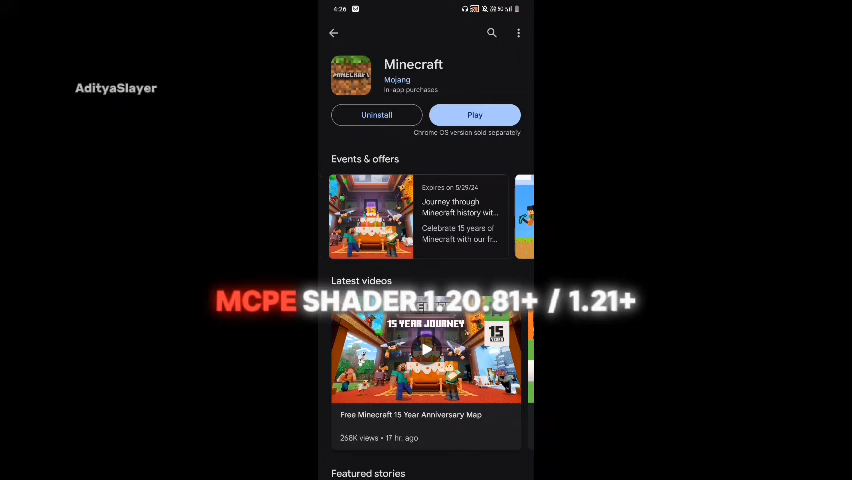 4:26
AdityaSlayer
Minecraft
Mojang
In-app purchases
Uninstall
Play
Chrome OS version sold separately
Events & offers
Expires on 5/29/24
Journey through
Minecraft history wit...
Celebrate 15 years of
Minecraft with our fr...
Latest videos
MCPE SHADER 1.20.81+ / 1.21+
15 YEAR JOURNEY
15
YEAR
Free Minecraft 15 Year Anniversary Map
268K views • 17 hr. ago
Featured stories